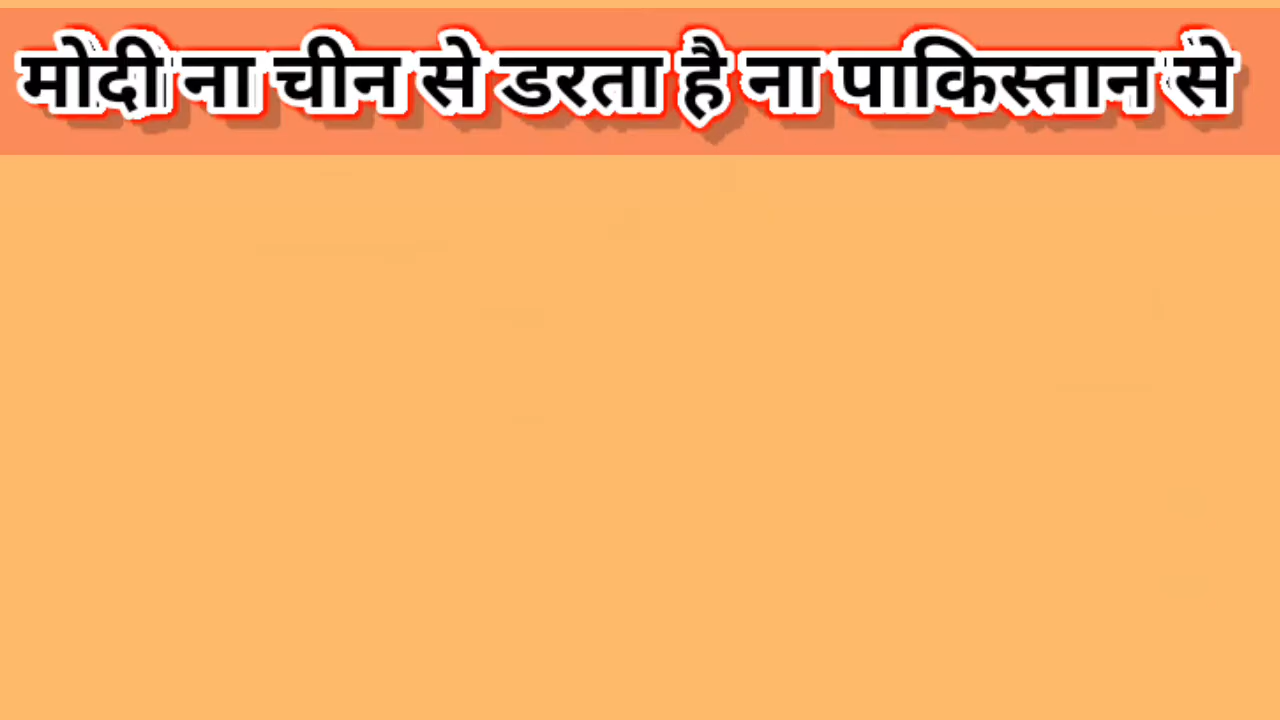 मोदी ना चीन से डरता है ना पाकिस्तान से